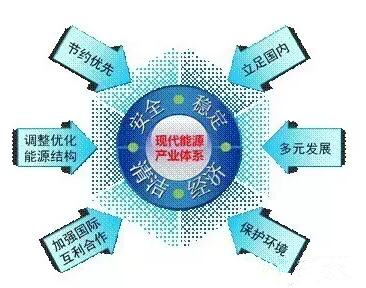 节约优先
立足国内
安全
稳定
调整优化
能源结构
现代能源
产业体系
多元发展
清洁
经济
加强国际
互利合作
保护环境